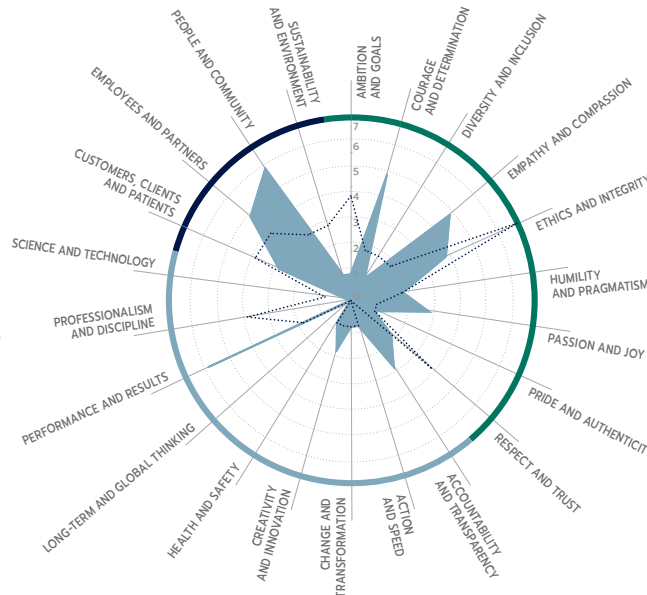 AMBITION
AND GOALS
COURAGE
AND DETERMINATION
DIVERSITY AND INCLUSION
EMPATHY AND COMPASSION
ETHICS AND INTEGRITY
HUMILITY
AND PRAGMATISM
PASSION AND JOY
PRIDE AND AUTHENTICIT
RESPECT AND TRUST
ACCOUNTABILITY
AND TRANSPARENCY
ACTION
AND SPEED
CHANGE AND
TRANSFORMATION
CREATIVITY
AND INNOVATION
HEALTH AND SAFETY
LONG-TERM AND GLOBAL THINKING
PERFORMANCE AND RESULTS
PROFESSIONALISM
AND DISCIPLINE
SCIENCE AND TECHNOLOGY
CUSTOMERS, CLIENTS
AND PATIENTS
EMPLOYEES AND PARTNERS
PEOPLE AND COMMUNITY
SUSTAINABILITY
AND ENVIRONMENT
7
6
5
4
3
2
1
0